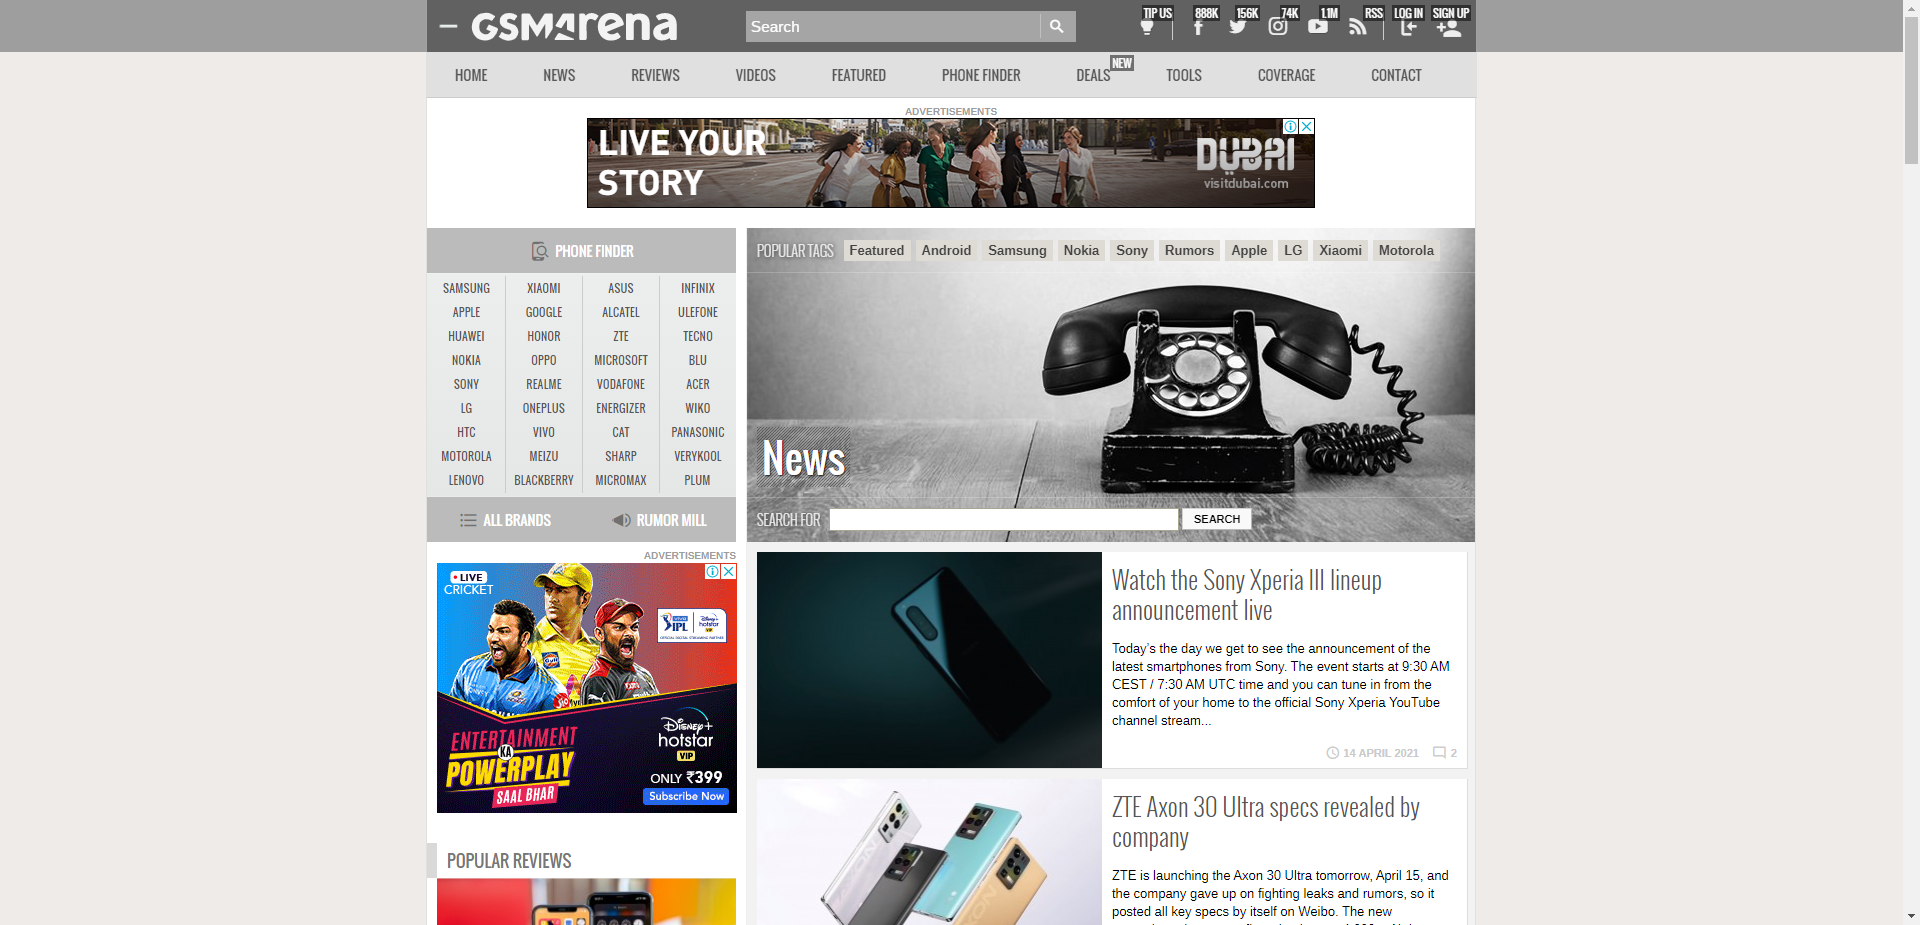 GSMArena
Search
TIP US
888K
156K
74K
1.1M
RSS
LOG IN
SIGN UP
HOME
NEWS
REVIEWS
VIDEOS
FEATURED
PHONE FINDER
DEALS
NEW
TOOLS
COVERAGE
CONTACT
ADVERTISEMENTS
LIVE YOUR
STORY
DUBAI
visitdubai.com
PHONE FINDER
SAMSUNG XIAOMI ASUS INFINIX
APPLE GOOGLE ALCATEL ULEFONE
HUAWEI HONOR ZTE TECNO
NOKIA OPPO MICROSOFT BLU
SONY REALME VODAFONE ACER
LG ONEPLUS ENERGIZER WIKO
HTC VIVO CAT PANASONIC
MOTOROLA MEIZU SHARP VERYKOOL
LENOVO BLACKBERRY MICROMAX PLUM
ALL BRANDS
RUMOR MILL
POPULAR TAGS
Featured Android Samsung Nokia Sony Rumors Apple LG Xiaomi Motorola
News
SEARCH FOR
SEARCH
ADVERTISEMENTS
LIVE
CRICKET
VIVO IPL
Disney+ hotstar VIP
OFFICIAL DIGITAL STREAMING PARTNER
Gulf
ENTERTAINMENT
KA
POWERPLAY
SAAL BHAR
Disney+
hotstar
VIP
ONLY ₹399
Subscribe Now
POPULAR REVIEWS
Watch the Sony Xperia III lineup
announcement live
Today's the day we get to see the announcement of the
latest smartphones from Sony. The event starts at 9:30 AM
CEST / 7:30 AM UTC time and you can tune in from the
comfort of your home to the official Sony Xperia YouTube
channel stream...
14 APRIL 2021
2
ZTE Axon 30 Ultra specs revealed by
company
ZTE is launching the Axon 30 Ultra tomorrow, April 15, and
the company gave up on fighting leaks and rumors, so it
posted all key specs by itself on Weibo. The new